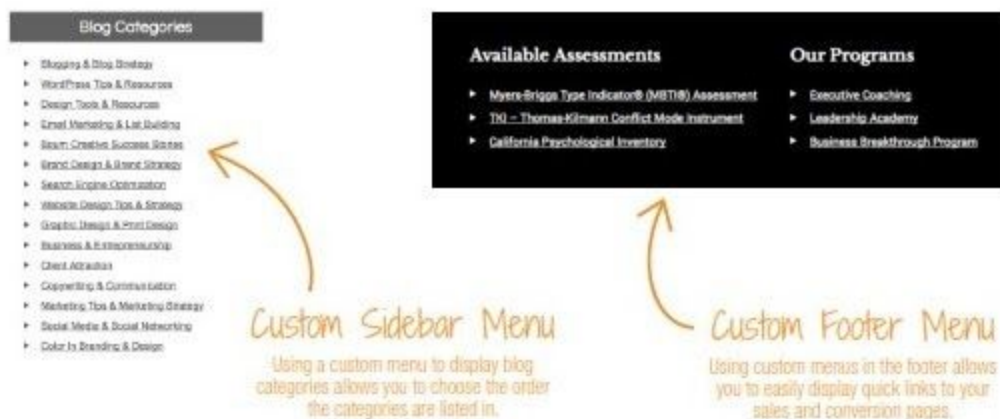 Blog Categories
Blogging & Blog Strategy
WordPress Tips & Resources
Design Tools & Resources
Email Marketing & List Building
Bourn Creative Success Stories
Brand Design & Brand Strategy
Search Engine Optimization
Website Design Tips & Strategy
Graphic Design & Print Design
Business & Entrepreneurship
Client Attraction
Copywriting & Communication
Marketing Tips & Marketing Strategy
Social Media & Social Networking
Color In Branding & Design
Available Assessments
Myers-Briggs Type Indicator® (MBTI®) Assessment
TKI – Thomas-Kilmann Conflict Mode Instrument
California Psychological Inventory
Our Programs
Executive Coaching
Leadership Academy
Business Breakthrough Program
Custom Sidebar Menu
Using a custom menu to display blog
categories allows you to choose the order
the categories are listed in.
Custom Footer Menu
Using custom menus in the footer allows
you to easily display quick links to your
sales and conversion pages.